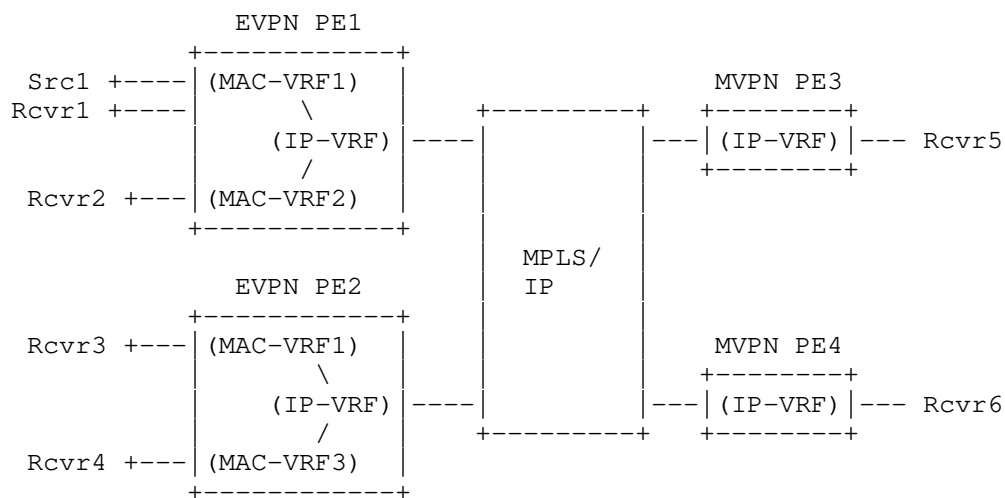 EVPN PE1
+------------+
Src1 +----|(MAC-VRF1) | MVPN PE3
Rcvr1 +----| \ | +---------+ +--------+
| (IP-VRF)|----| |---|(IP-VRF)|--- Rcvr5
| / | | | +--------+
Rcvr2 +---|(MAC-VRF2) | | |
+------------+ | |
| MPLS/ |
EVPN PE2 | IP |
+------------+ | |
Rcvr3 +---|(MAC-VRF1) | | | MVPN PE4
| \ | | | +--------+
| (IP-VRF)|----| |---|(IP-VRF)|--- Rcvr6
| / | +---------+ +--------+
Rcvr4 +---|(MAC-VRF3) |
+------------+